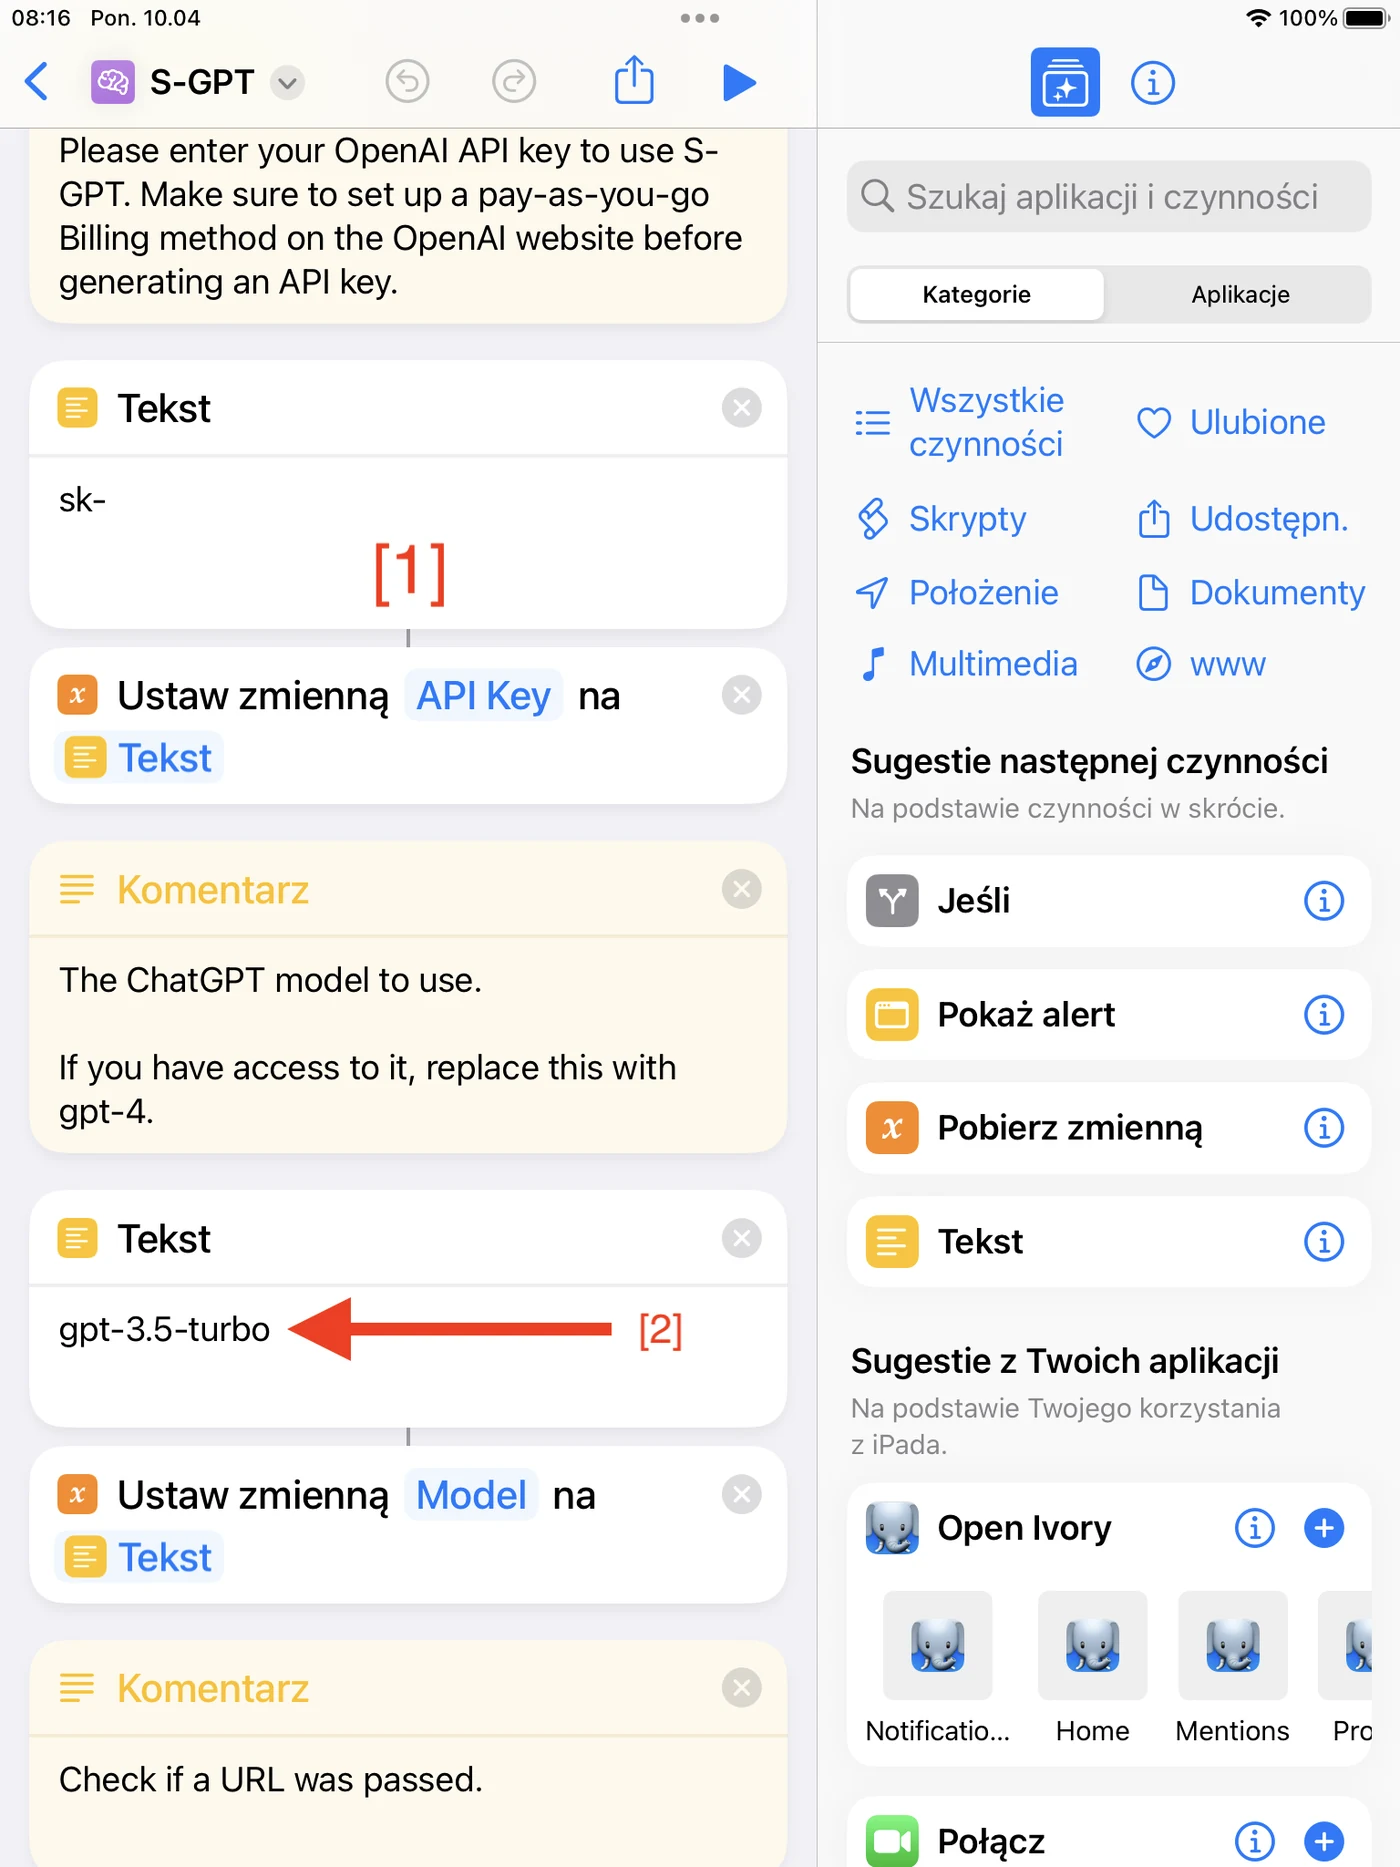 08:16 Pon. 10.04
100%
S-GPT
Please enter your OpenAI API key to use S-
GPT. Make sure to set up a pay-as-you-go
Billing method on the OpenAI website before
generating an API key.
Tekst
sk-
[1]
Ustaw zmienną API Key na
Tekst
Komentarz
The ChatGPT model to use.
If you have access to it, replace this with
gpt-4.
Tekst
gpt-3.5-turbo [2]
Ustaw zmienną Model na
Tekst
Komentarz
Check if a URL was passed.
Szukaj aplikacji i czynności
Kategorie Aplikacje
Wszystkie
czynności
Ulubione
Skrypty Udostępn.
Położenie Dokumenty
Multimedia www
Sugestie następnej czynności
Na podstawie czynności w skrócie.
Jeśli
Pokaż alert
Pobierz zmienną
Tekst
Sugestie z Twoich aplikacji
Na podstawie Twojego korzystania
z iPada.
Open Ivory
Notificatio... Home Mentions Pro
Połącz